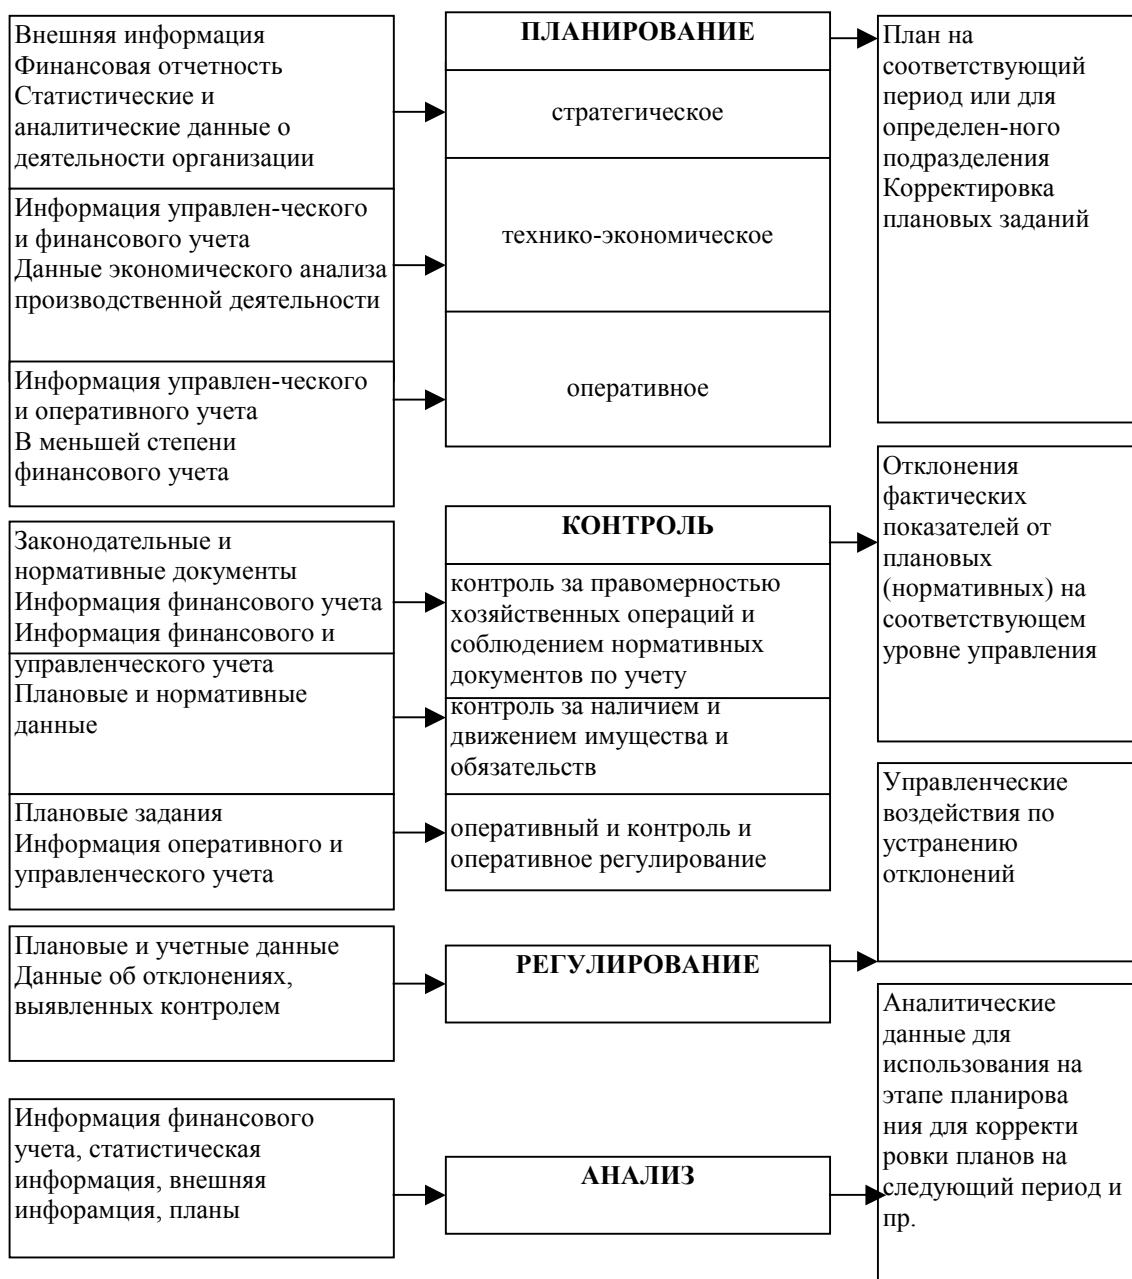 Внешняя информация
Финансовая отчетность
Статистические и
аналитические данные о
деятельности организации
Информация управлен-ческого
и финансового учета
Данные экономического анализа
производственной деятельности
Информация управлен-ческого
и оперативного учета
В меньшей степени
финансового учета
Законодательные и
нормативные документы
Информация финансового учета
Информация финансового и
управленческого учета
Плановые и нормативные
данные
Плановые задания
Информация оперативного и
управленческого учета
Плановые и учетные данные
Данные об отклонениях,
выявленных контролем
Информация финансового
учета, статистическая
информация, внешняя
инфорамция, планы
ПЛАНИРОВАНИЕ
стратегическое
технико-экономическое
оперативное
КОНТРОЛЬ
контроль за правомерностью
хозяйственных операций и
соблюдением нормативных
документов по учету
контроль за наличием и
движением имущества и
обязательств
оперативный и контроль и
оперативное регулирование
РЕГУЛИРОВАНИЕ
АНАЛИЗ
План на
соответствующий
период или для
определен-ного
подразделения
Корректировка
плановых заданий
Отклонения
фактических
показателей от
плановых
(нормативных) на
соответствующем
уровне управления
Управленческие
воздействия по
устранению
отклонений
Аналитические
данные для
использования на
этапе планирова
ния для корректи
ровки планов на
следующий период и
пр.